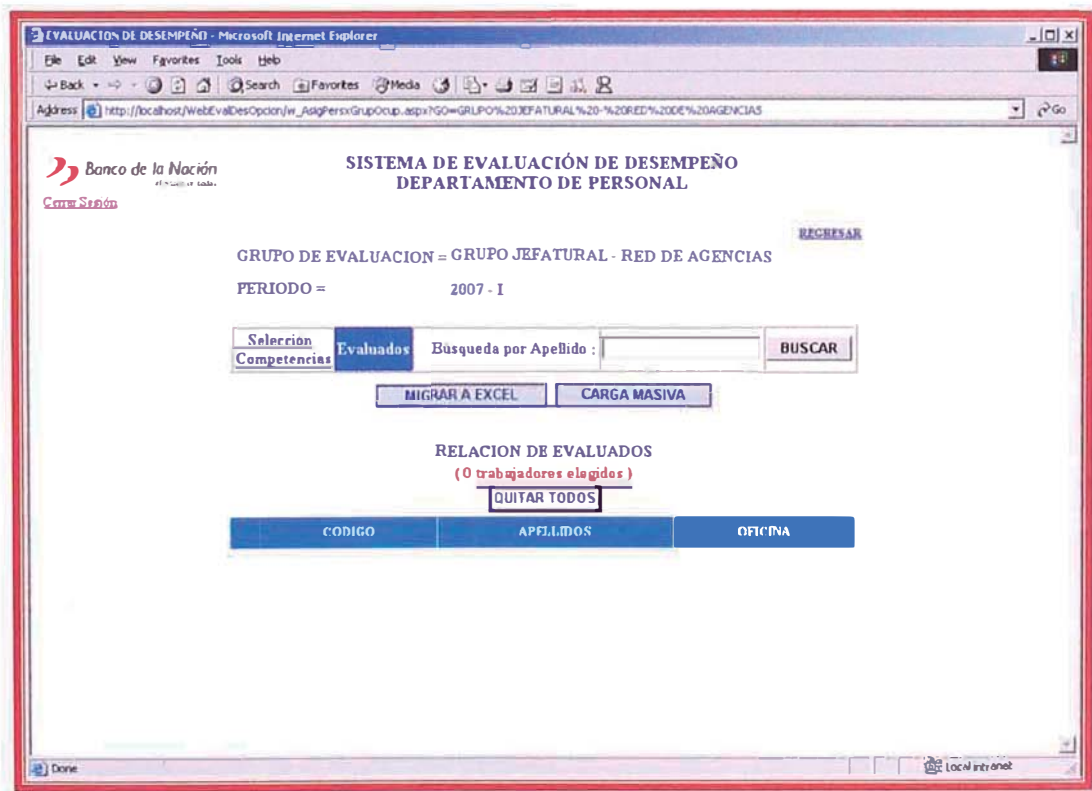 EVALUACION DE DESEMPEÑO - Microsoft Internet Explorer
File Edit View Favorites Tools Help
Back Search Favorites Media
Address http://localhost/WebEvalDesOpcion/w_AsigPersxGrupOcup.aspx?GO=GRUPO%20JEFATURAL%20-%20RED%20DE%20AGENCIAS Go
Banco de la Nación
Cerrar Sesión
SISTEMA DE EVALUACIÓN DE DESEMPEÑO
DEPARTAMENTO DE PERSONAL
REGRESAR
GRUPO DE EVALUACION = GRUPO JEFATURAL - RED DE AGENCIAS
PERIODO = 2007 - I
Seleccion Competencias Evaluados Búsqueda por Apellido : BUSCAR
MIGRAR A EXCEL CARGA MASIVA
RELACION DE EVALUADOS
( 0 trabajadores elegidos )
QUITAR TODOS
CODIGO APELLIDOS OFICINA
Done Local intranet